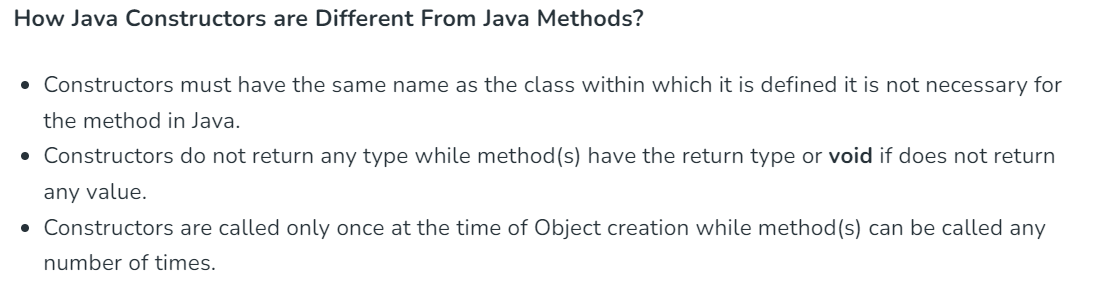 How Java Constructors are Different From Java Methods?
• Constructors must have the same name as the class within which it is defined it is not necessary for
the method in Java.
• Constructors do not return any type while method(s) have the return type or void if does not return
any value.
• Constructors are called only once at the time of Object creation while method(s) can be called any
number of times.